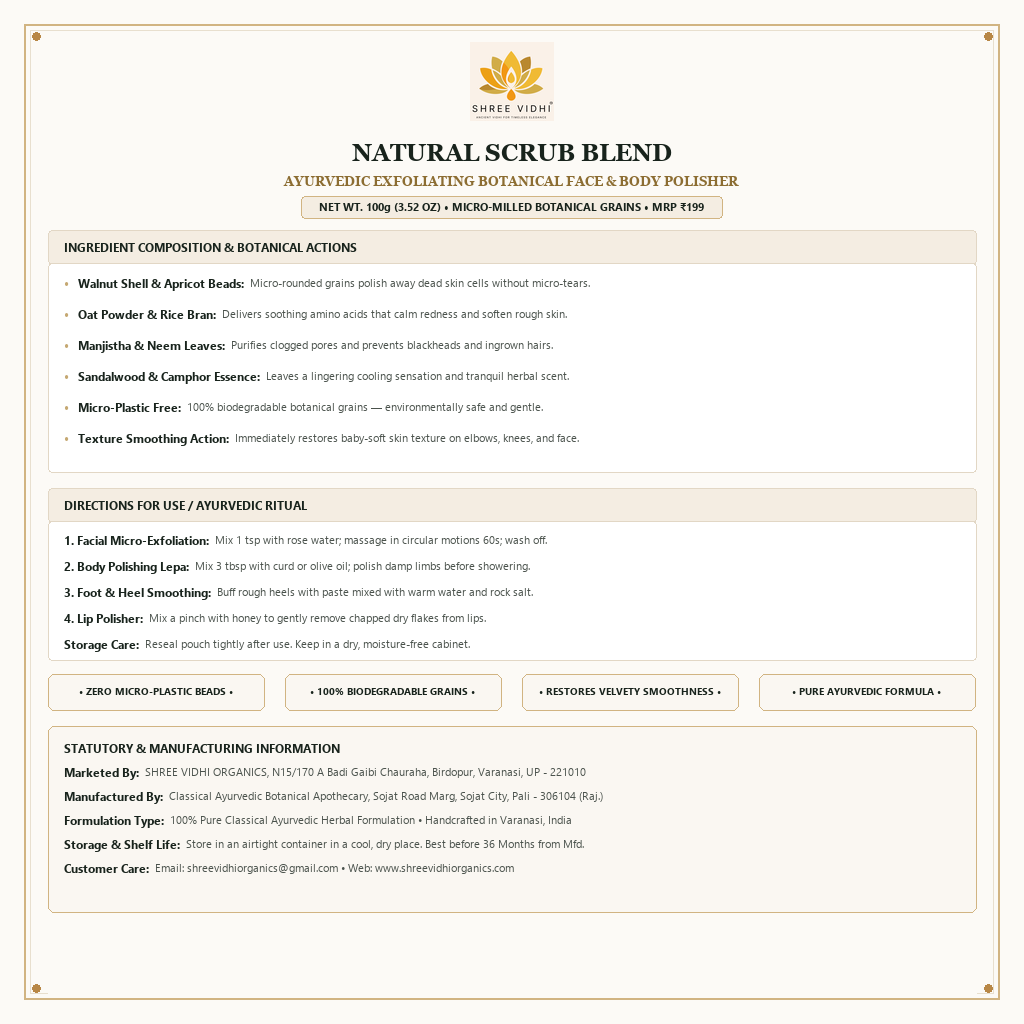 SHREE VIDHI
ANCIENT VIDHI FOR TIMELESS ELEGANCE
NATURAL SCRUB BLEND
AYURVEDIC EXFOLIATING BOTANICAL FACE & BODY POLISHER
NET WT. 100g (3.52 OZ) • MICRO-MILLED BOTANICAL GRAINS • MRP ₹199
INGREDIENT COMPOSITION & BOTANICAL ACTIONS
• Walnut Shell & Apricot Beads: Micro-rounded grains polish away dead skin cells without micro-tears.
• Oat Powder & Rice Bran: Delivers soothing amino acids that calm redness and soften rough skin.
• Manjistha & Neem Leaves: Purifies clogged pores and prevents blackheads and ingrown hairs.
• Sandalwood & Camphor Essence: Leaves a lingering cooling sensation and tranquil herbal scent.
• Micro-Plastic Free: 100% biodegradable botanical grains — environmentally safe and gentle.
• Texture Smoothing Action: Immediately restores baby-soft skin texture on elbows, knees, and face.
DIRECTIONS FOR USE / AYURVEDIC RITUAL
1. Facial Micro-Exfoliation: Mix 1 tsp with rose water; massage in circular motions 60s; wash off.
2. Body Polishing Lepa: Mix 3 tbsp with curd or olive oil; polish damp limbs before showering.
3. Foot & Heel Smoothing: Buff rough heels with paste mixed with warm water and rock salt.
4. Lip Polisher: Mix a pinch with honey to gently remove chapped dry flakes from lips.
Storage Care: Reseal pouch tightly after use. Keep in a dry, moisture-free cabinet.
• ZERO MICRO-PLASTIC BEADS •
• 100% BIODEGRADABLE GRAINS •
• RESTORES VELVETY SMOOTHNESS •
• PURE AYURVEDIC FORMULA •
STATUTORY & MANUFACTURING INFORMATION
Marketed By: SHREE VIDHI ORGANICS, N15/170 A Badi Gaibi Chauraha, Birdopur, Varanasi, UP - 221010
Manufactured By: Classical Ayurvedic Botanical Apothecary, Sojat Road Marg, Sojat City, Pali - 306104 (Raj.)
Formulation Type: 100% Pure Classical Ayurvedic Herbal Formulation • Handcrafted in Varanasi, India
Storage & Shelf Life: Store in an airtight container in a cool, dry place. Best before 36 Months from Mfd.
Customer Care: Email: shreevidhiorganics@gmail.com • Web: www.shreevidhiorganics.com